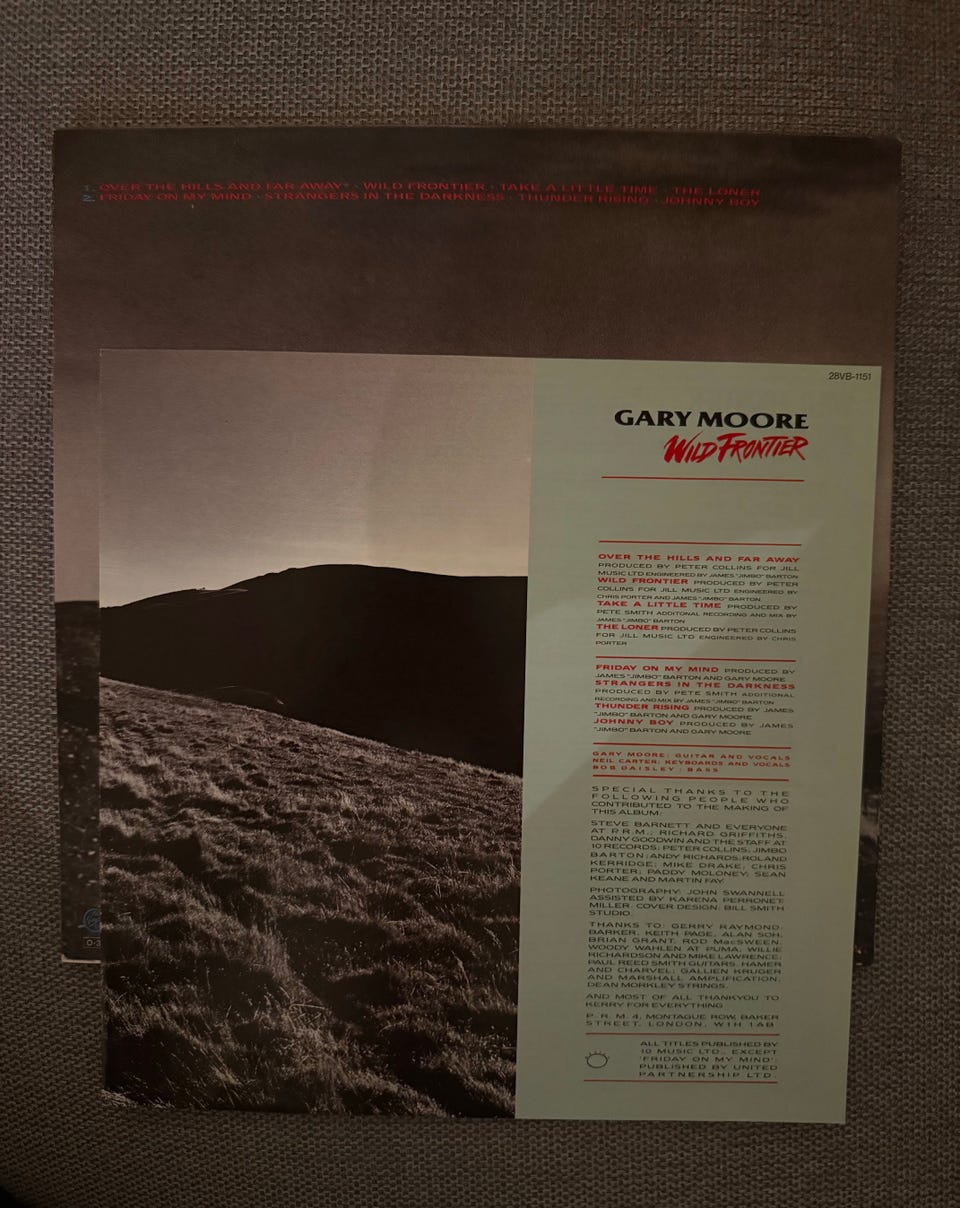 1. OVER THE HILLS AND FAR AWAY* · WILD FRONTIER · TAKE A LITTLE TIME · THE LONER
2. FRIDAY ON MY MIND · STRANGERS IN THE DARKNESS · THUNDER RISING · JOHNNY BOY
28VB-1151
GARY MOORE
WILD FRONTIER
OVER THE HILLS AND FAR AWAY
PRODUCED BY PETER COLLINS FOR JILL
MUSIC LTD ENGINEERED BY JAMES "JIMBO" BARTON
WILD FRONTIER PRODUCED BY PETER
COLLINS FOR JILL MUSIC LTD ENGINEERED BY
CHRIS PORTER AND JAMES "JIMBO" BARTON.
TAKE A LITTLE TIME PRODUCED BY
PETE SMITH ADDITONAL RECORDING AND MIX BY
JAMES "JIMBO" BARTON
THE LONER PRODUCED BY PETER COLLINS
FOR JILL MUSIC LTD ENGINEERED BY CHRIS
PORTER
FRIDAY ON MY MIND PRODUCED BY
JAMES "JIMBO" BARTON AND GARY MOORE
STRANGERS IN THE DARKNESS
PRODUCED BY PETE SMITH ADDITIONAL
RECORDING AND MIX BY JAMES "JIMBO" BARTON
THUNDER RISING PRODUCED BY JAMES
"JIMBO" BARTON AND GARY MOORE
JOHNNY BOY PRODUCED BY JAMES
"JIMBO" BARTON AND GARY MOORE
GARY MOORE: GUITAR AND VOCALS
NEIL CARTER: KEYBOARDS AND VOCALS
BOB DAISLEY: BASS
SPECIAL THANKS TO THE
FOLLOWING PEOPLE WHO
CONTRIBUTED TO THE MAKING OF
THIS ALBUM:
STEVE BARNETT AND EVERYONE
AT P.R.M.; RICHARD GRIFFITHS;
DANNY GOODWIN AND THE STAFF AT
10 RECORDS; PETER COLLINS; JIMBO
BARTON; ANDY RICHARDS; ROLAND
KERRIDGE; MIKE DRAKE; CHRIS
PORTER; PADDY MOLONEY; SEAN
KEANE AND MARTIN FAY.
PHOTOGRAPHY: JOHN SWANNELL
ASSISTED BY KARENA PERRONET-
MILLER. COVER DESIGN: BILL SMITH
STUDIO.
THANKS TO: GERRY RAYMOND-
BARKER, KEITH PAGE, ALAN SOH,
BRIAN GRANT, ROD MacSWEEN,
WOODY WAHLEN AT PUMA, WILLIE
RICHARDSON AND MIKE LAWRENCE;
PAUL REED SMITH GUITARS, HAMER
AND CHARVEL; GALLIEN KRUGER
AND MARSHALL AMPLIFICATION,
DEAN MORKLEY STRINGS.
AND MOST OF ALL THANKYOU TO
KERRY FOR EVERYTHING
P. R. M. 4, MONTAGUE ROW, BAKER
STREET, LONDON, W1H 1AB
ALL TITLES PUBLISHED BY
10 MUSIC LTD., EXCEPT
'FRIDAY ON MY MIND':
PUBLISHED BY UNITED
PARTNERSHIP LTD.